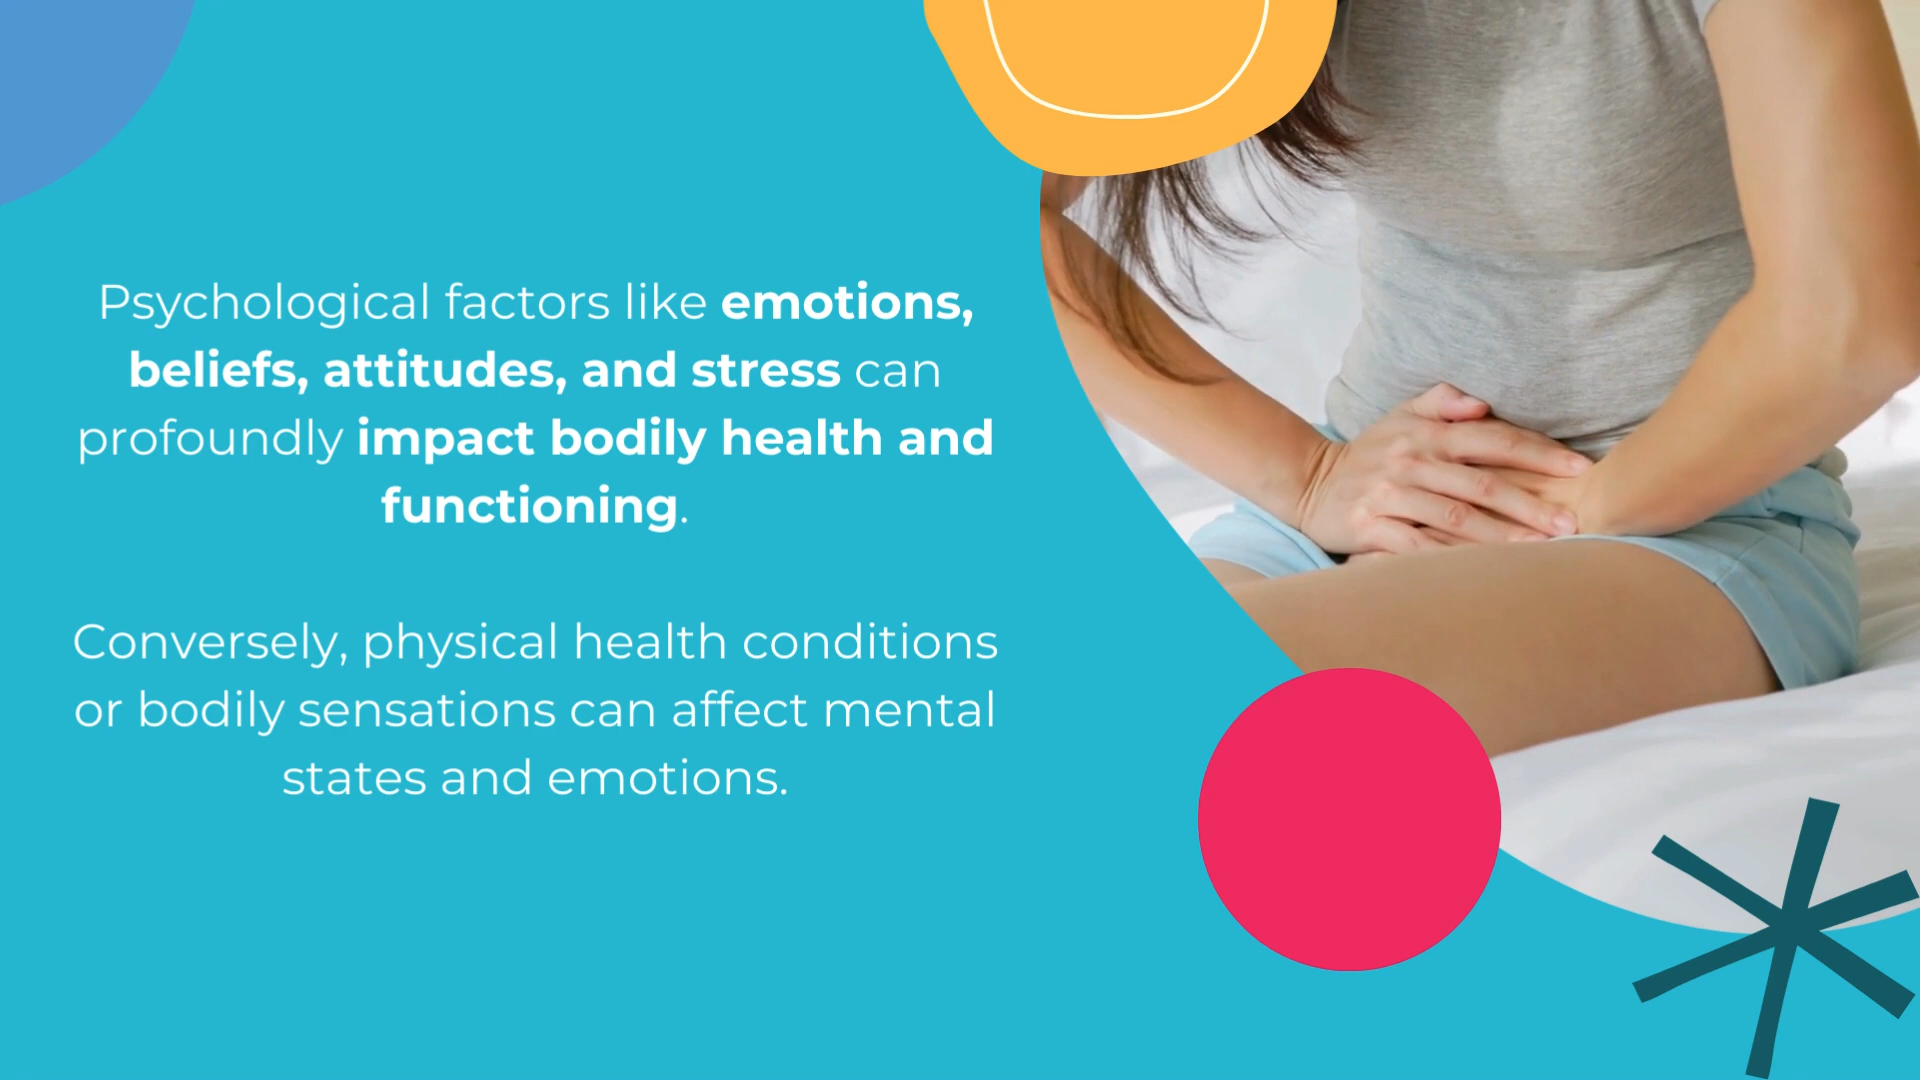 Psychological factors like emotions,
beliefs, attitudes, and stress can
profoundly impact bodily health and
functioning.
Conversely, physical health conditions
or bodily sensations can affect mental
states and emotions.